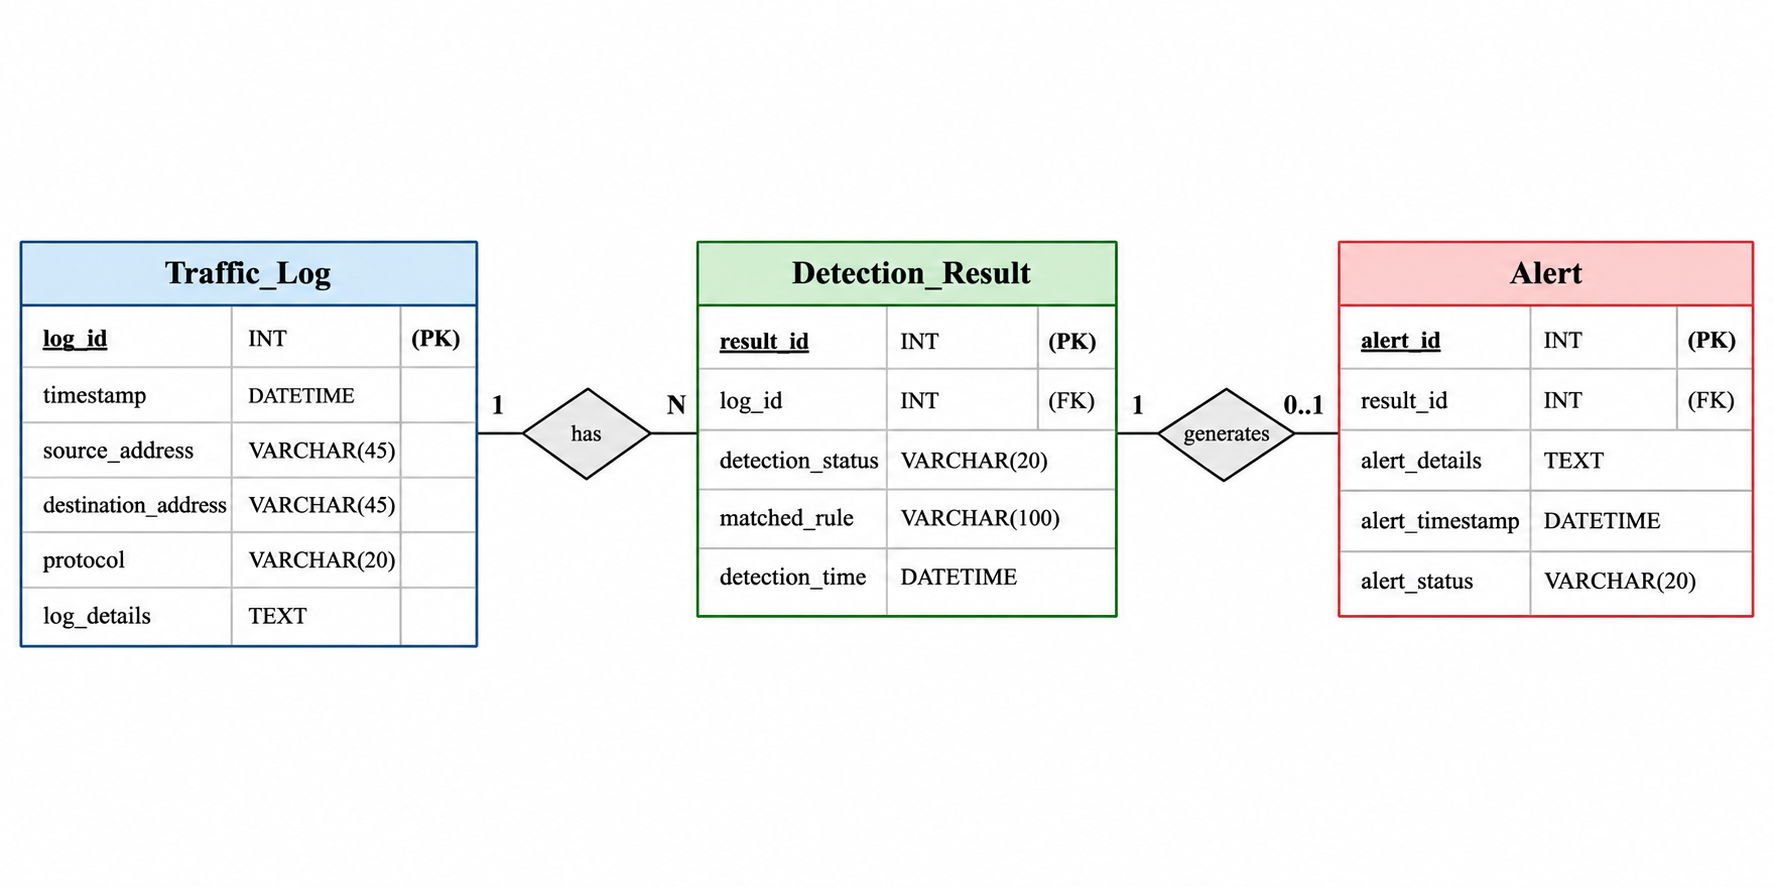 Traffic_Log
log_id INT (PK)
timestamp DATETIME
source_address VARCHAR(45)
destination_address VARCHAR(45)
protocol VARCHAR(20)
log_details TEXT
1
has
N
Detection_Result
result_id INT (PK)
log_id INT (FK)
detection_status VARCHAR(20)
matched_rule VARCHAR(100)
detection_time DATETIME
1
generates
0..1
Alert
alert_id INT (PK)
result_id INT (FK)
alert_details TEXT
alert_timestamp DATETIME
alert_status VARCHAR(20)